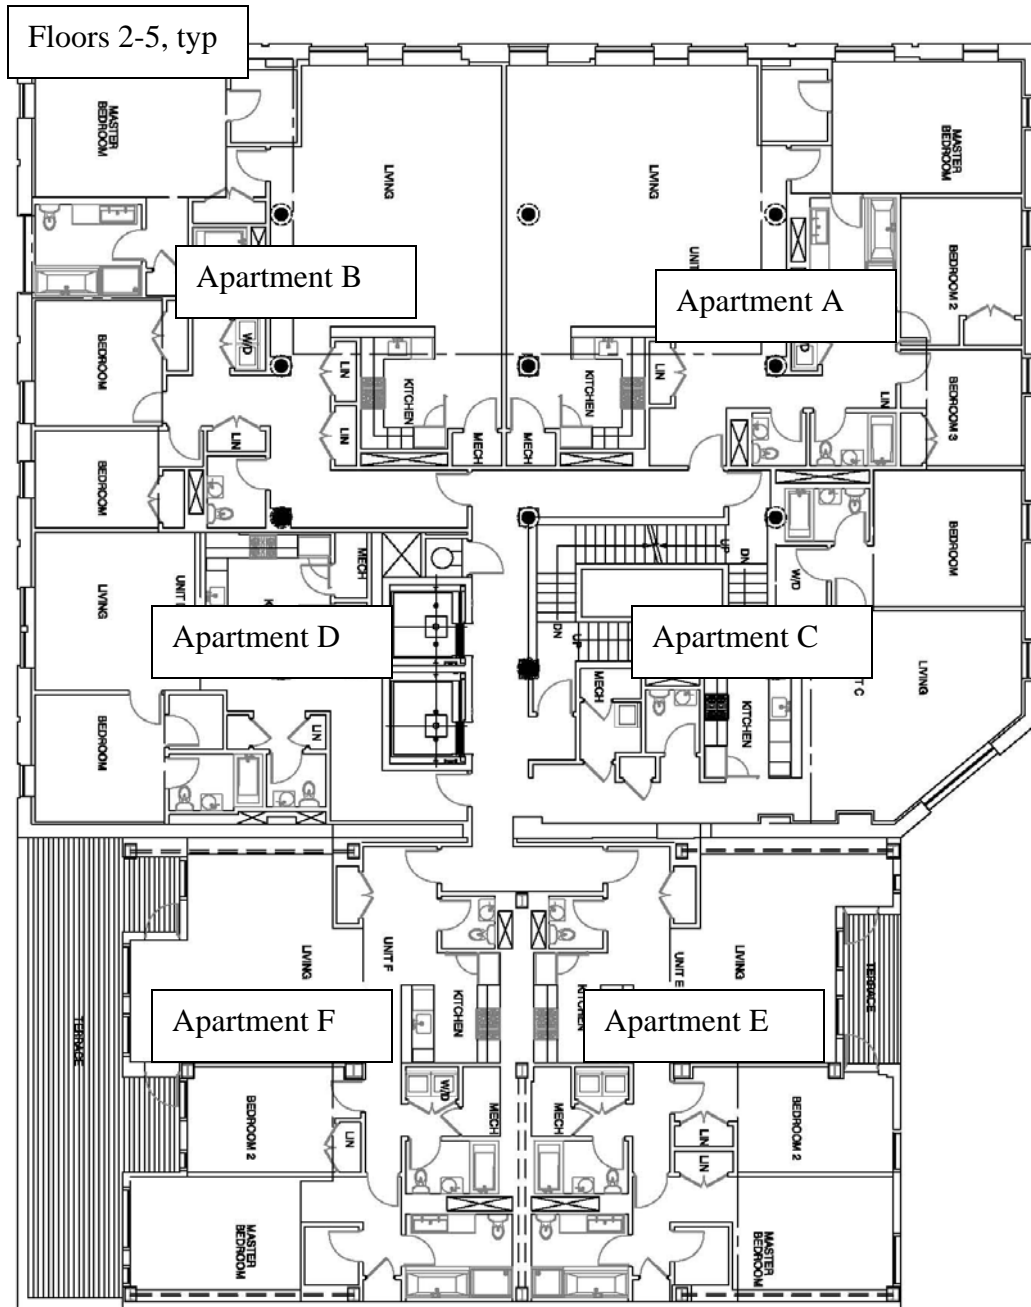 Floors 2-5, typ
MASTER
BEDROOM
LIVING
LIVING
MASTER
BEDROOM
Apartment B
UNIT
Apartment A
BEDROOM 2
BEDROOM
W/D
LIN
KITCHEN
MECH
MECH
KITCHEN
LIN
LIN
BEDROOM 3
BEDROOM
LIN
LIN
LIVING
UNIT
MECH
UP
DN
W/D
BEDROOM
Apartment D
DN
UP
Apartment C
LIVING
T C
BEDROOM
LIN
MECH
KITCHEN
LIVING
UNIT F
UNIT E
LIVING
TERRACE
TERRACE
Apartment F
KITCHEN
KITCHEN
Apartment E
BEDROOM 2
LIN
W/D
MECH
MECH
LIN
LIN
BEDROOM 2
MASTER
BEDROOM
MASTER
BEDROOM